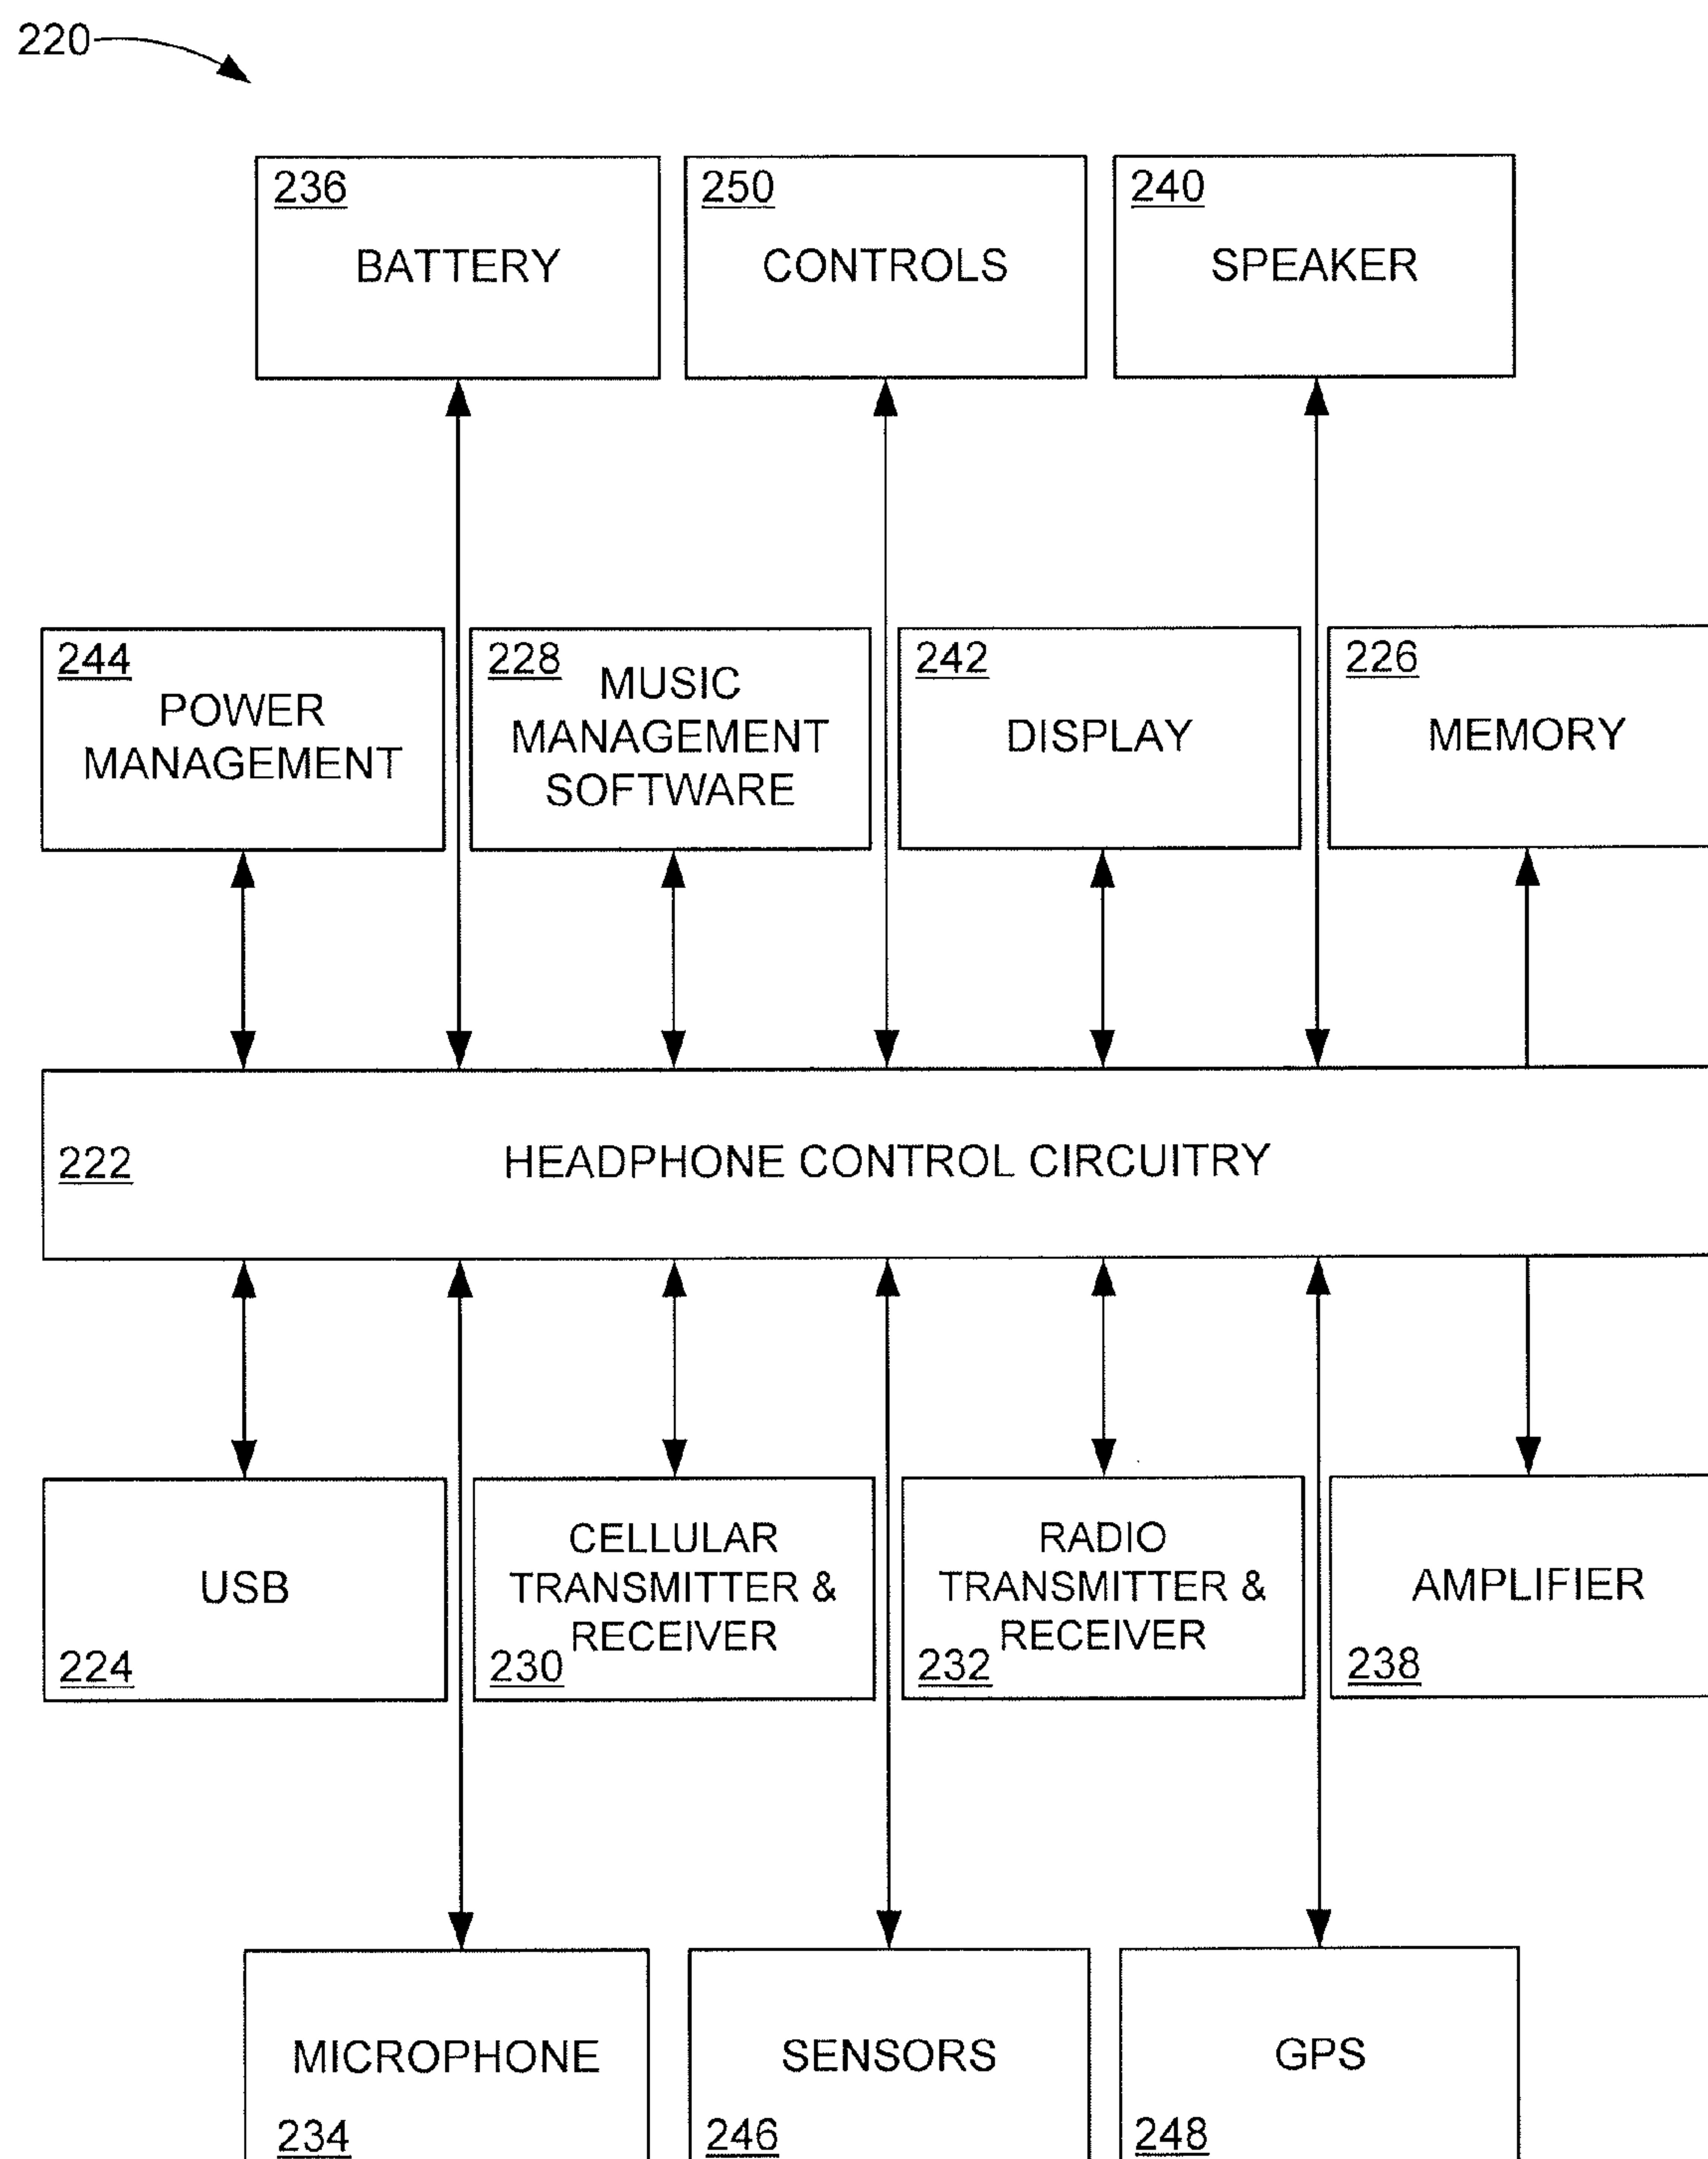 220
236
BATTERY
250
CONTROLS
240
SPEAKER
244
POWER
MANAGEMENT
228
MUSIC
MANAGEMENT
SOFTWARE
242
DISPLAY
226
MEMORY
222
HEADPHONE CONTROL CIRCUITRY
USB
224
CELLULAR
TRANSMITTER &
RECEIVER
230
RADIO
TRANSMITTER &
RECEIVER
232
AMPLIFIER
238
MICROPHONE
234
SENSORS
246
GPS
248